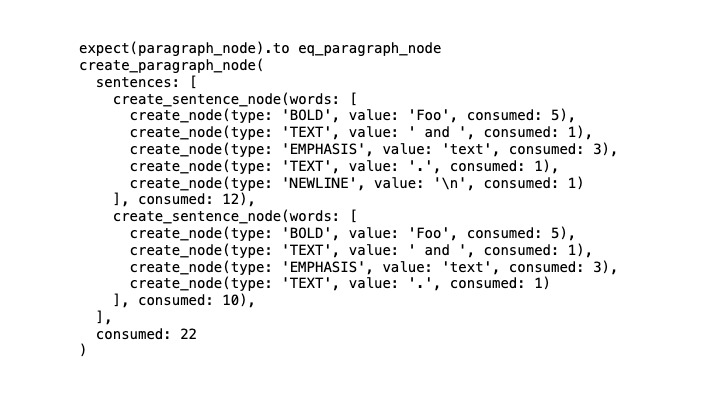 expect(paragraph_node).to eq_paragraph_node
create_paragraph_node(
  sentences: [
    create_sentence_node(words: [
      create_node(type: 'BOLD', value: 'Foo', consumed: 5),
      create_node(type: 'TEXT', value: ' and ', consumed: 1),
      create_node(type: 'EMPHASIS', value: 'text', consumed: 3),
      create_node(type: 'TEXT', value: '.', consumed: 1),
      create_node(type: 'NEWLINE', value: '\n', consumed: 1)
    ], consumed: 12),
    create_sentence_node(words: [
      create_node(type: 'BOLD', value: 'Foo', consumed: 5),
      create_node(type: 'TEXT', value: ' and ', consumed: 1),
      create_node(type: 'EMPHASIS', value: 'text', consumed: 3),
      create_node(type: 'TEXT', value: '.', consumed: 1)
    ], consumed: 10),
  ],
  consumed: 22
)